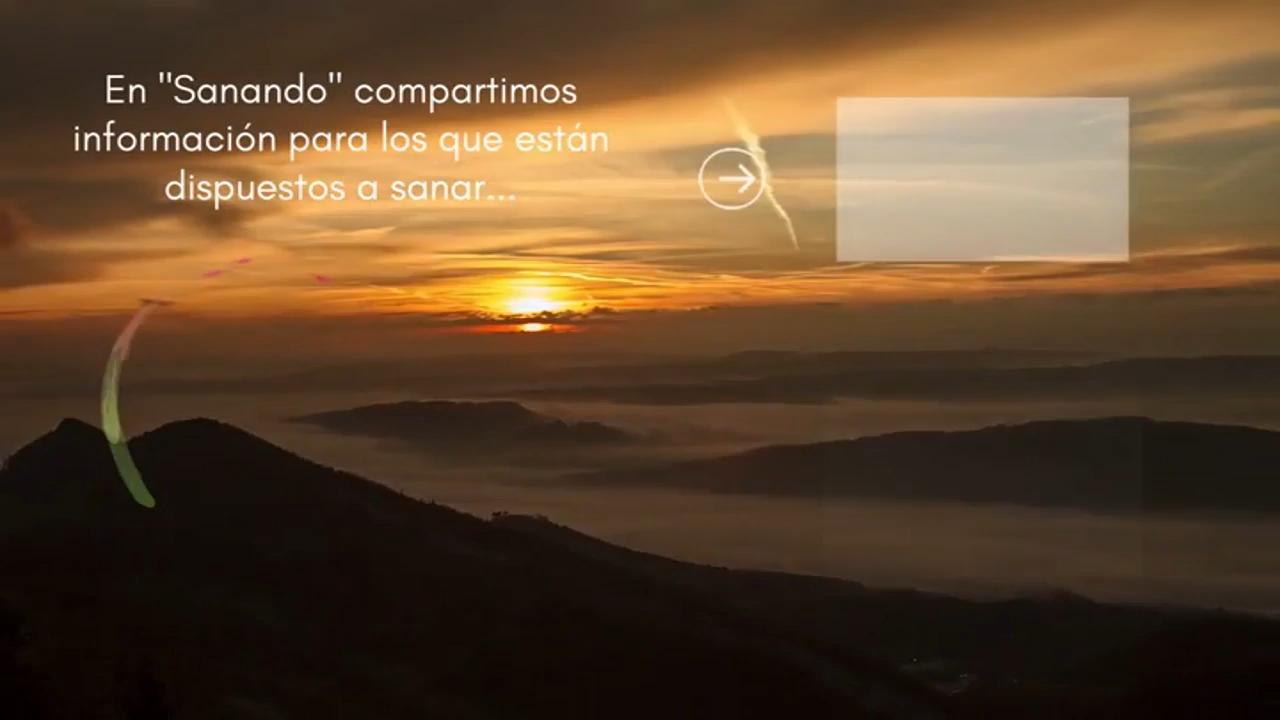 En "Sanando" compartimos
información para los que están
dispuestos a sanar...